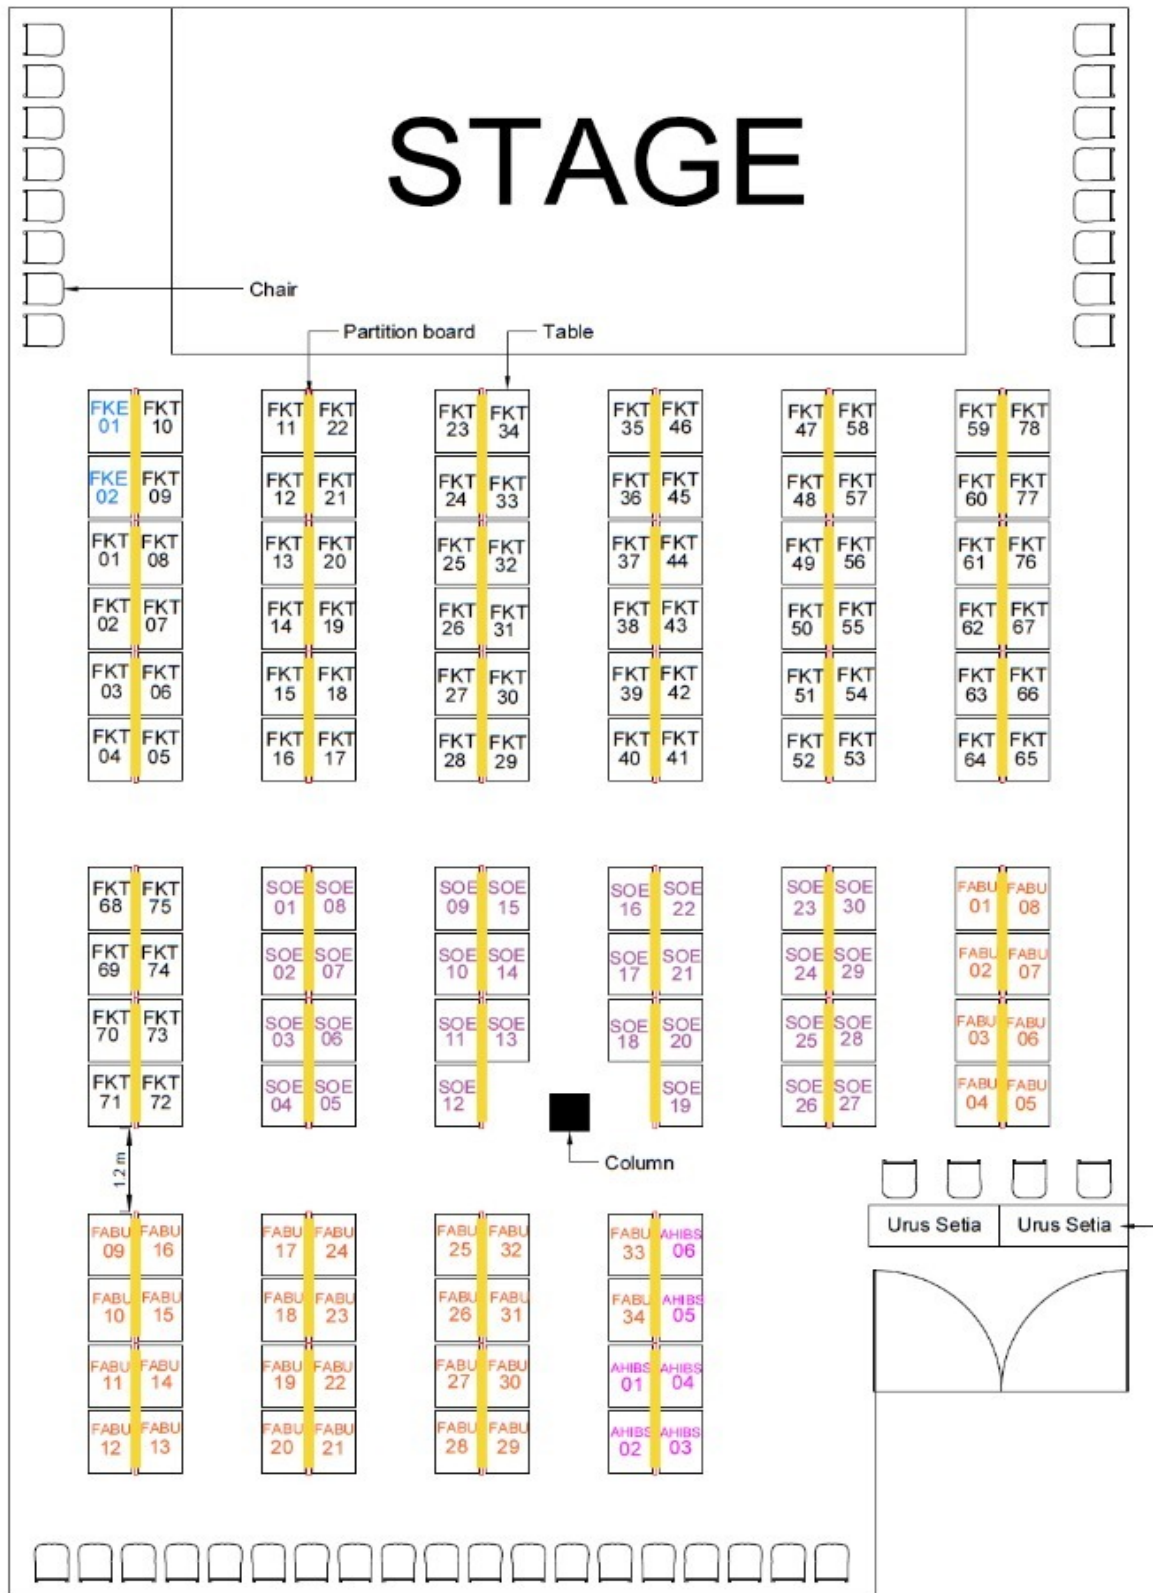 STAGE
Chair
Partition board
Table
FKE 01
FKT 10
FKT 11
FKT 22
FKT 23
FKT 34
FKT 35
FKT 46
FKT 47
FKT 58
FKT 59
FKT 78
FKE 02
FKT 09
FKT 12
FKT 21
FKT 24
FKT 33
FKT 36
FKT 45
FKT 48
FKT 57
FKT 60
FKT 77
FKT 01
FKT 08
FKT 13
FKT 20
FKT 25
FKT 32
FKT 37
FKT 44
FKT 49
FKT 56
FKT 61
FKT 76
FKT 02
FKT 07
FKT 14
FKT 19
FKT 26
FKT 31
FKT 38
FKT 43
FKT 50
FKT 55
FKT 62
FKT 67
FKT 03
FKT 06
FKT 15
FKT 18
FKT 27
FKT 30
FKT 39
FKT 42
FKT 51
FKT 54
FKT 63
FKT 66
FKT 04
FKT 05
FKT 16
FKT 17
FKT 28
FKT 29
FKT 40
FKT 41
FKT 52
FKT 53
FKT 64
FKT 65
FKT 68
FKT 75
SOE 01
SOE 08
SOE 09
SOE 15
SOE 16
SOE 22
SOE 23
SOE 30
FABU 01
FABU 08
FKT 69
FKT 74
SOE 02
SOE 07
SOE 10
SOE 14
SOE 17
SOE 21
SOE 24
SOE 29
FABU 02
FABU 07
FKT 70
FKT 73
SOE 03
SOE 06
SOE 11
SOE 13
SOE 18
SOE 20
SOE 25
SOE 28
FABU 03
FABU 06
FKT 71
FKT 72
SOE 04
SOE 05
SOE 12
SOE 19
SOE 26
SOE 27
FABU 04
FABU 05
1.2 m
Column
Urus Setia
Urus Setia
FABU 09
FABU 16
FABU 17
FABU 24
FABU 25
FABU 32
FABU 33
AHIBS 06
FABU 10
FABU 15
FABU 18
FABU 23
FABU 26
FABU 31
FABU 34
AHIBS 05
FABU 11
FABU 14
FABU 19
FABU 22
FABU 27
FABU 30
AHIBS 01
AHIBS 04
FABU 12
FABU 13
FABU 20
FABU 21
FABU 28
FABU 29
AHIBS 02
AHIBS 03